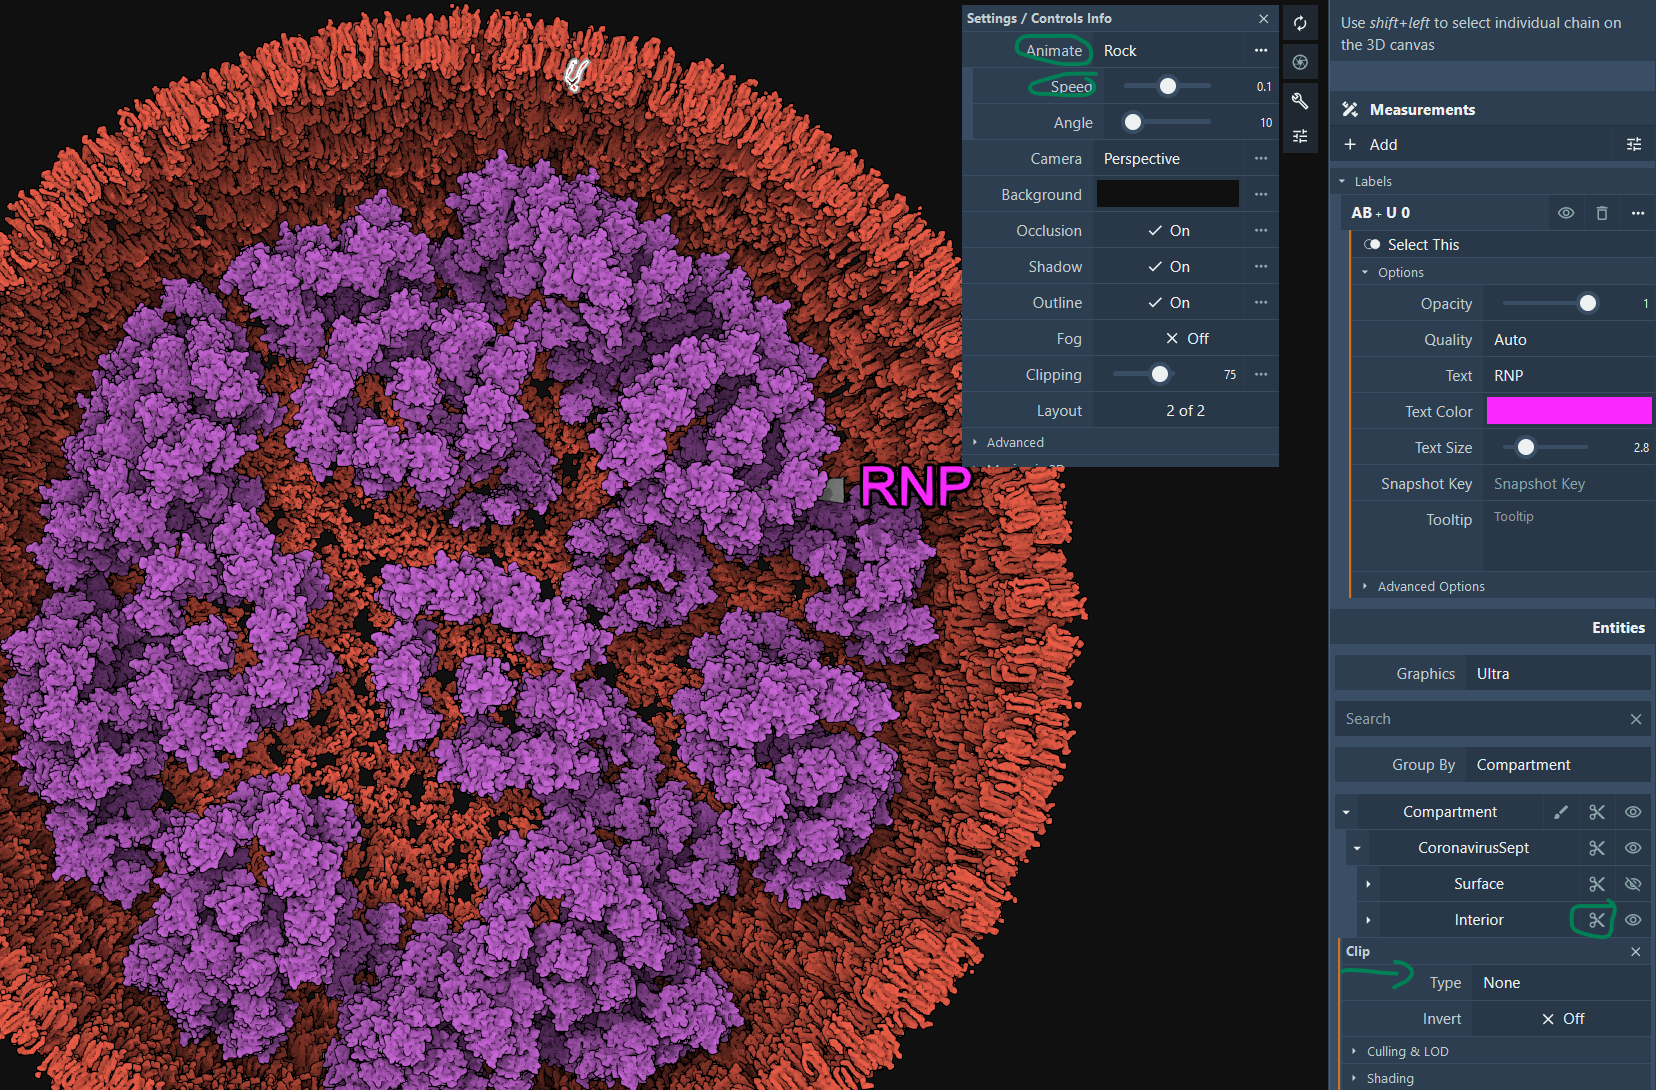 Settings / Controls Info
Animate Rock
Speed 0.1
Angle 10
Camera Perspective
Background
Occlusion On
Shadow On
Outline On
Fog Off
Clipping 75
Layout 2 of 2
Advanced
RNP
Use shift+left to select individual chain on
the 3D canvas
Measurements
Add
Labels
AB + U 0
Select This
Options
Opacity 1
Quality Auto
Text RNP
Text Color
Text Size 2.8
Snapshot Key Snapshot Key
Tooltip Tooltip
Advanced Options
Entities
Graphics Ultra
Search
Group By Compartment
Compartment
CoronavirusSept
Surface
Interior
Clip
Type None
Invert Off
Culling & LOD
Shading